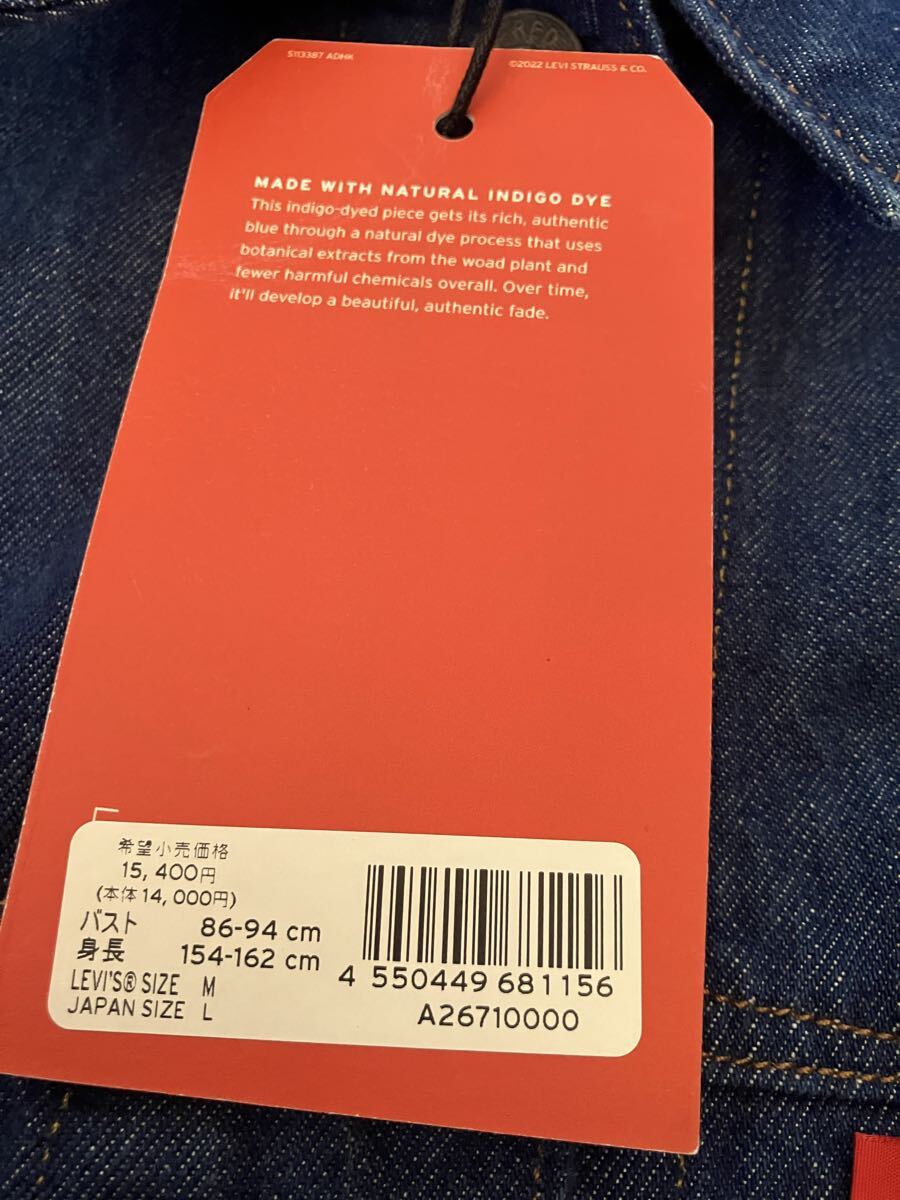 S113387 ADHK
©2022 LEVI STRAUSS & CO.
MADE WITH NATURAL INDIGO DYE
This indigo-dyed piece gets its rich, authentic
blue through a natural dye process that uses
botanical extracts from the woad plant and
fewer harmful chemicals overall. Over time,
it'll develop a beautiful, authentic fade.
希望小売価格
15,400円
(本体14,000円)
バスト 86-94 cm
身長 154-162 cm
LEVI'S® SIZE M
JAPAN SIZE L
4 550449 681156
A26710000